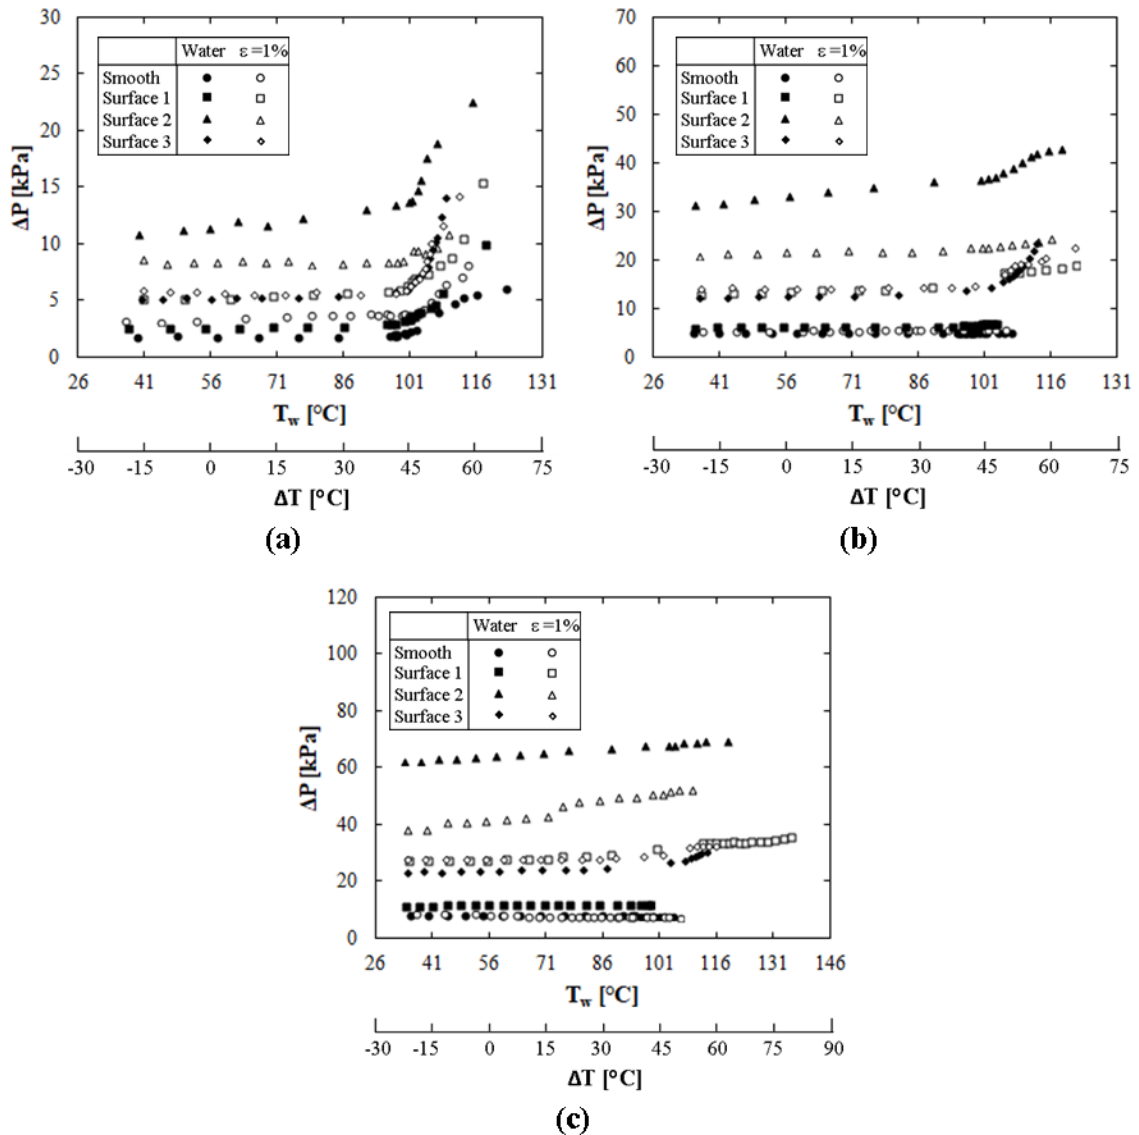 30
25
20
15
10
5
0
ΔP [kPa]
Water ε=1%
Smooth
Surface 1
Surface 2
Surface 3
26 41 56 71 86 101 116 131
T_w [°C]
-30 -15 0 15 30 45 60 75
ΔT [°C]
(a)
70
60
50
40
30
20
10
0
ΔP [kPa]
Water ε=1%
Smooth
Surface 1
Surface 2
Surface 3
26 41 56 71 86 101 116 131
T_w [°C]
-30 -15 0 15 30 45 60 75
ΔT [°C]
(b)
120
100
80
60
40
20
0
ΔP [kPa]
Water ε=1%
Smooth
Surface 1
Surface 2
Surface 3
26 41 56 71 86 101 116 131 146
T_w [°C]
-30 -15 0 15 30 45 60 75 90
ΔT [°C]
(c)